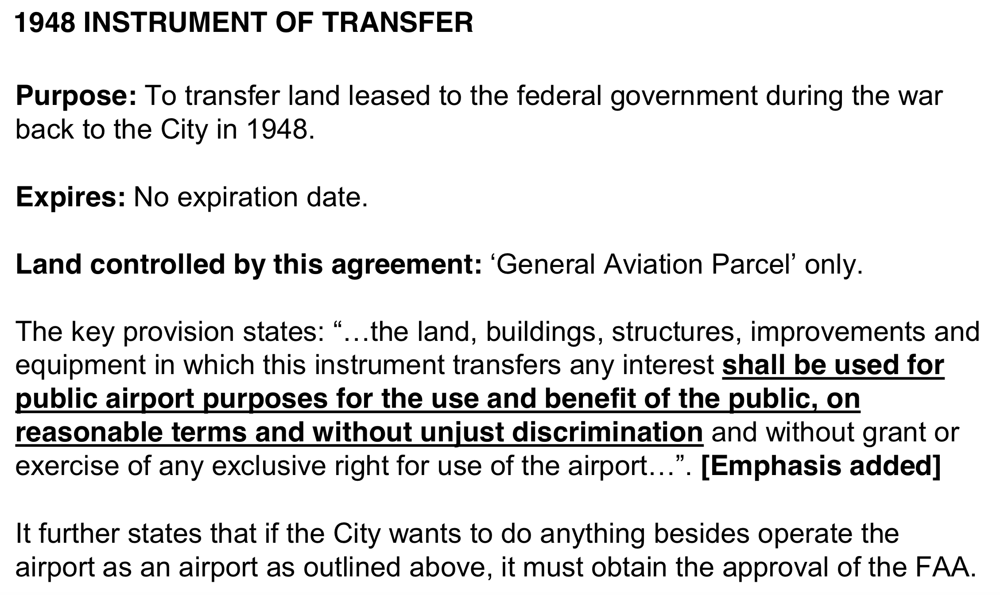 1948 INSTRUMENT OF TRANSFER
Purpose: To transfer land leased to the federal government during the war
back to the City in 1948.
Expires: No expiration date.
Land controlled by this agreement: ‘General Aviation Parcel’ only.
The key provision states: “…the land, buildings, structures, improvements and
equipment in which this instrument transfers any interest shall be used for
public airport purposes for the use and benefit of the public, on
reasonable terms and without unjust discrimination and without grant or
exercise of any exclusive right for use of the airport…”. [Emphasis added]
It further states that if the City wants to do anything besides operate the
airport as an airport as outlined above, it must obtain the approval of the FAA.